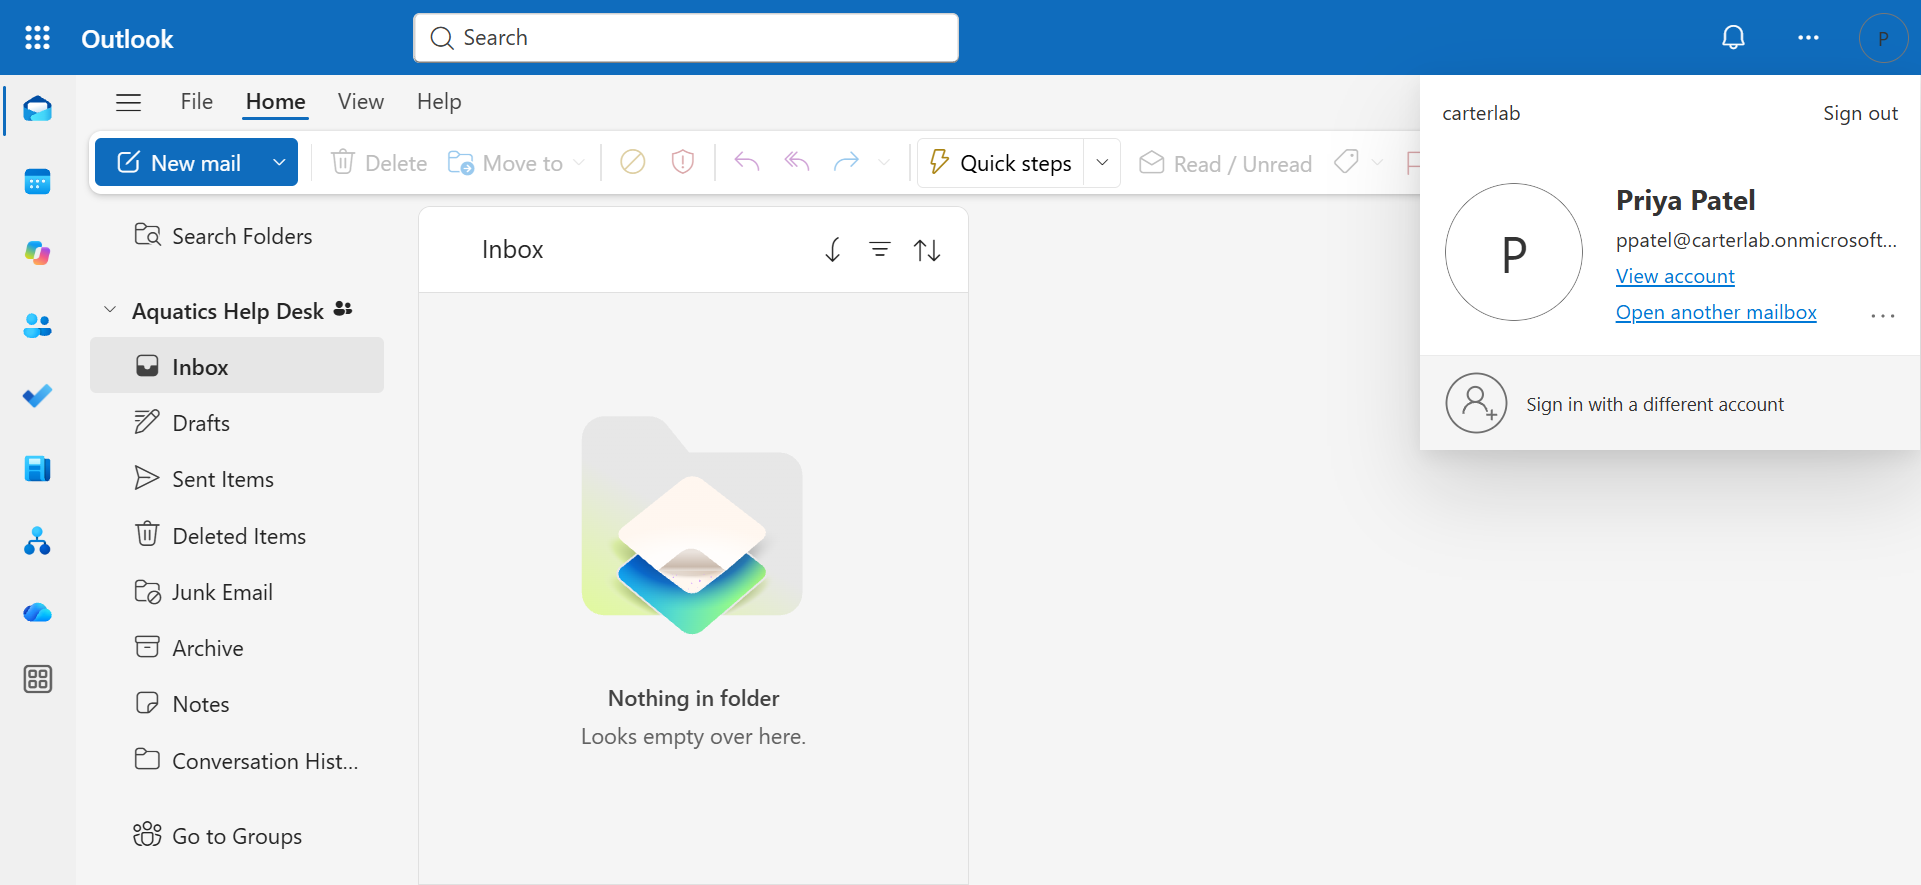 Outlook
Search
P
File Home View Help
carterlab
Sign out
New mail
Delete
Move to
Quick steps
Read / Unread
P
Priya Patel
ppatel@carterlab.onmicrosoft...
View account
Open another mailbox
Sign in with a different account
Search Folders
Aquatics Help Desk
Inbox
Drafts
Sent Items
Deleted Items
Junk Email
Archive
Notes
Conversation Hist...
Go to Groups
Inbox
Nothing in folder
Looks empty over here.